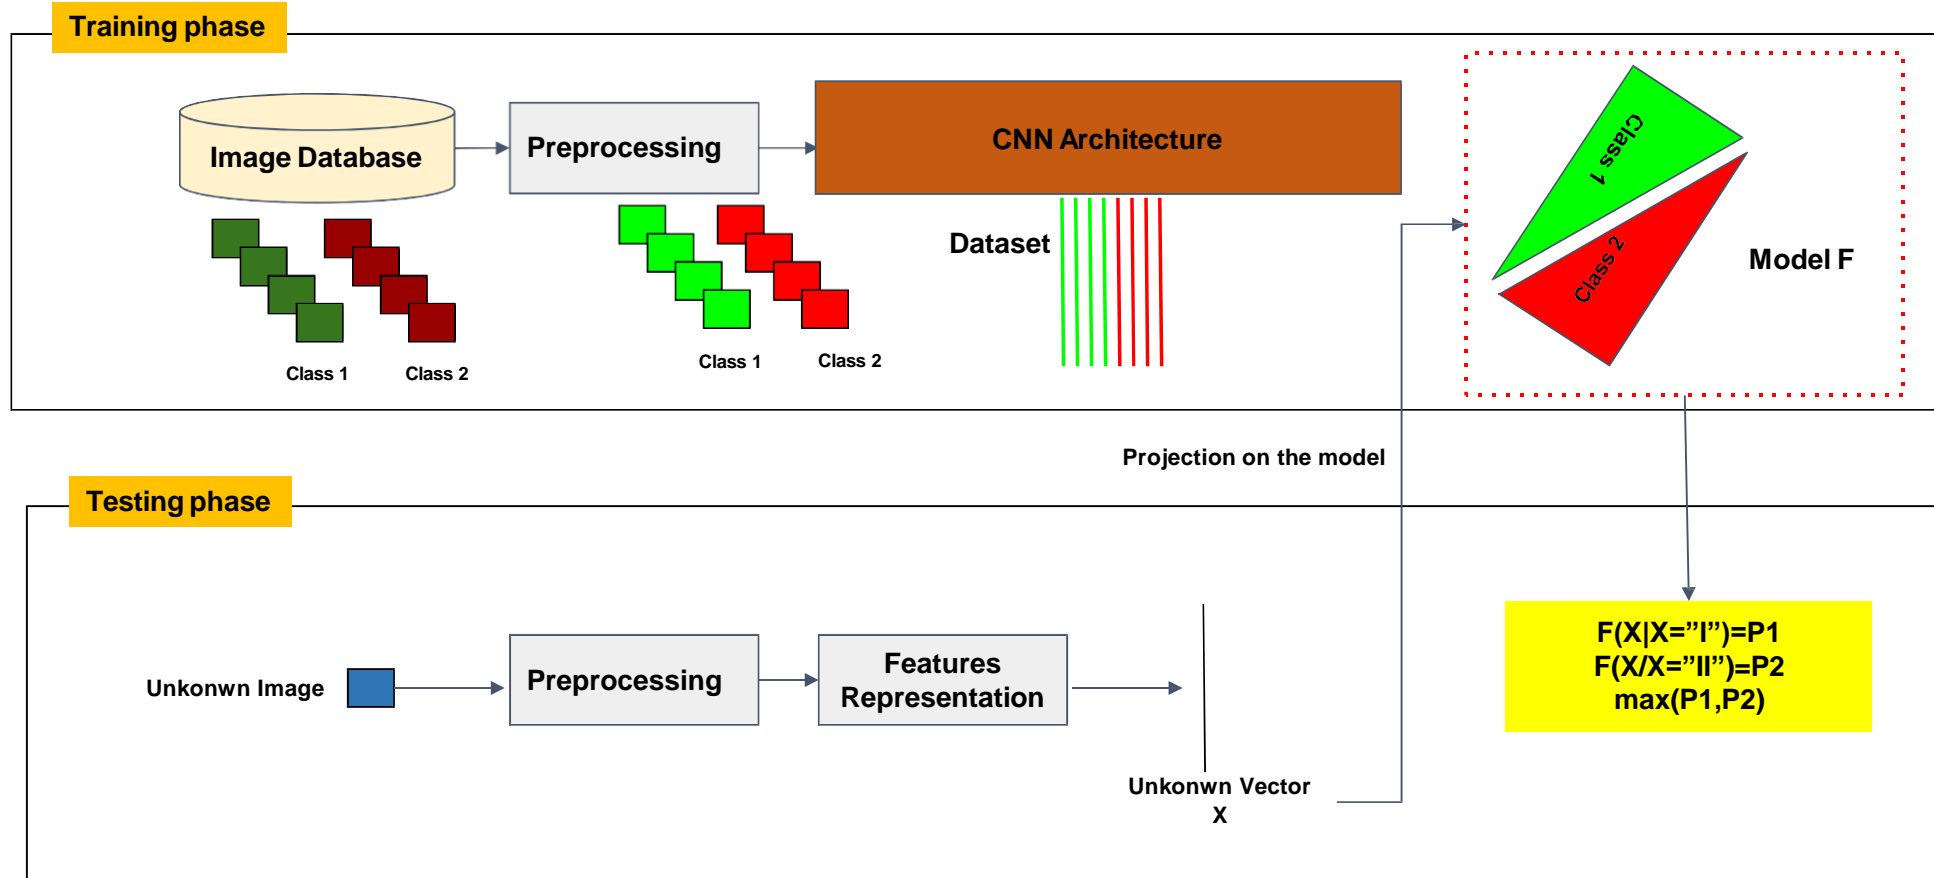 Training phase
Image Database
Preprocessing
CNN Architecture
Class 1
Class 2
Class 1
Class 2
Dataset
Class 1
Class 2
Model F
Projection on the model
Testing phase
Unkonwn Image
Preprocessing
Features
Representation
Unkonwn Vector
X
F(X|X=”I”)=P1
F(X/X="II”)=P2
max(P1,P2)